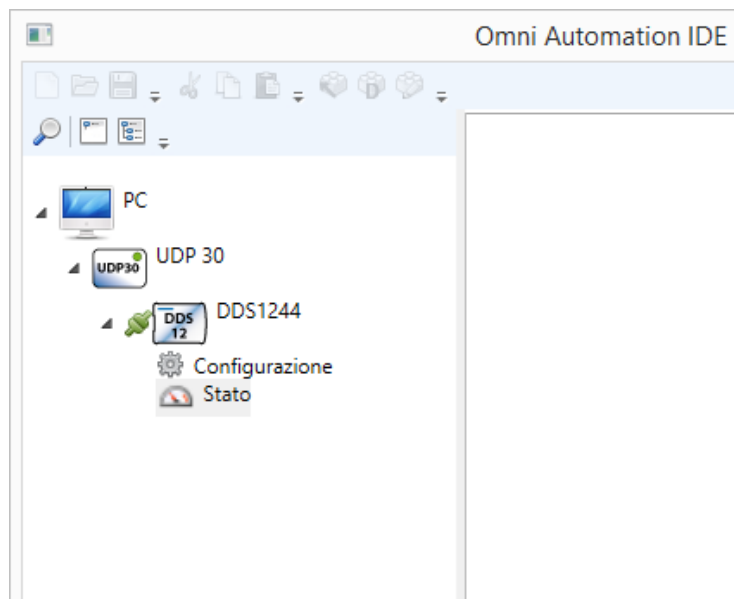 Omni Automation IDE
D
PC
UDP30
UDP 30
DDS
12
DDS1244
Configurazione
Stato